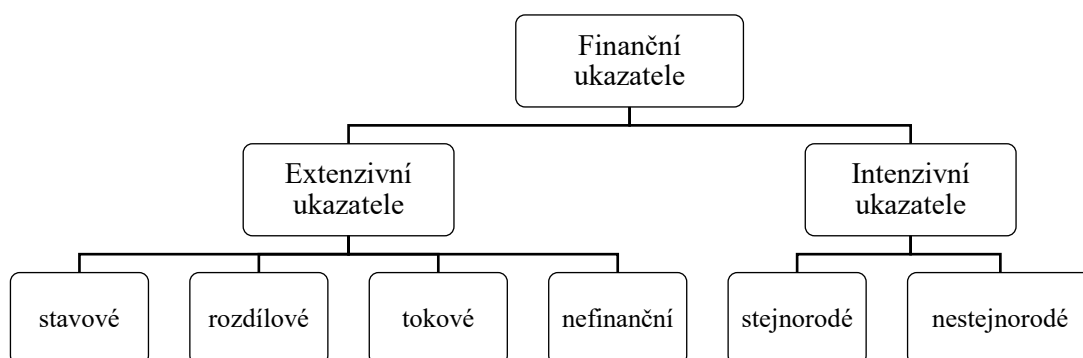 Finanční
ukazatele
Extenzivní
ukazatele
Intenzivní
ukazatele
stavové
rozdílové
tokové
nefinanční
stejnorodé
nestejnorodé